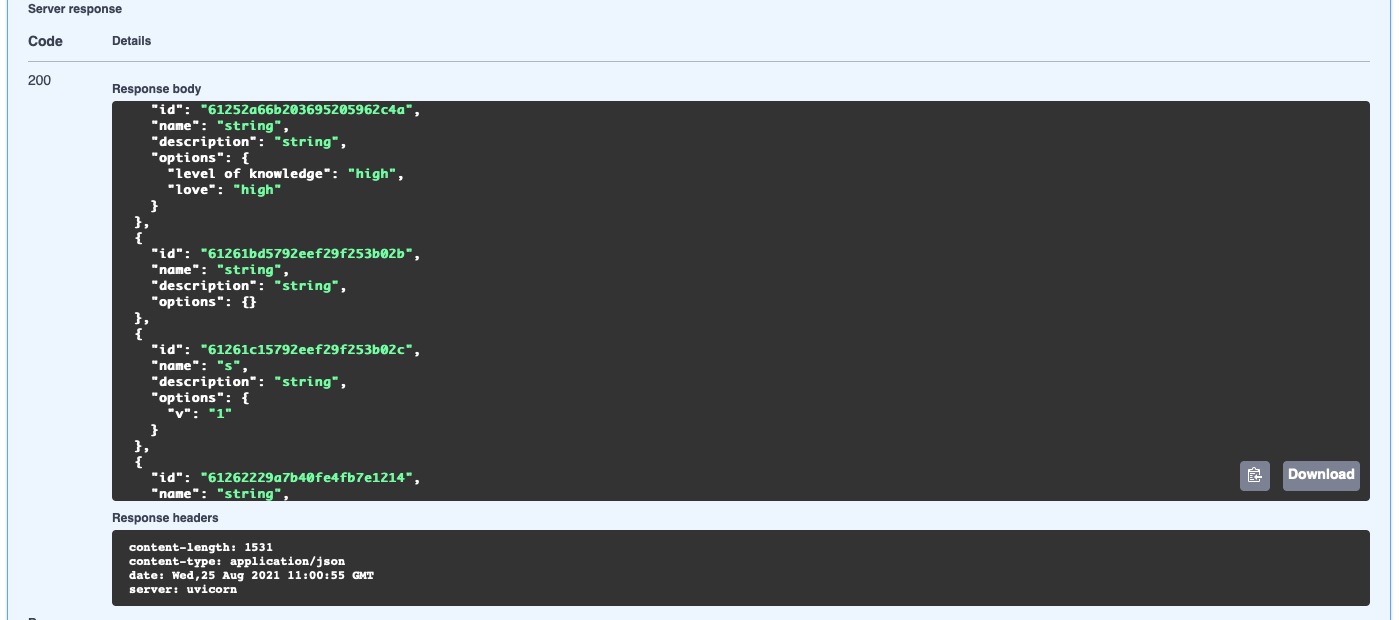 Server response
Code Details
200
Response body
"id": "61252a66b203695205962c4a",
"name": "string",
"description": "string",
"options": {
"level of knowledge": "high",
"love": "high"
}
},
{
"id": "61261bd5792eef29f253b02b",
"name": "string",
"description": "string",
"options": {}
},
{
"id": "61261c15792eef29f253b02c",
"name": "s",
"description": "string",
"options": {
"v": "1"
}
},
{
"id": "61262229a7b40fe4fb7e1214",
"name": "string",
Download
Response headers
content-length: 1531
content-type: application/json
date: Wed,25 Aug 2021 11:00:55 GMT
server: uvicorn